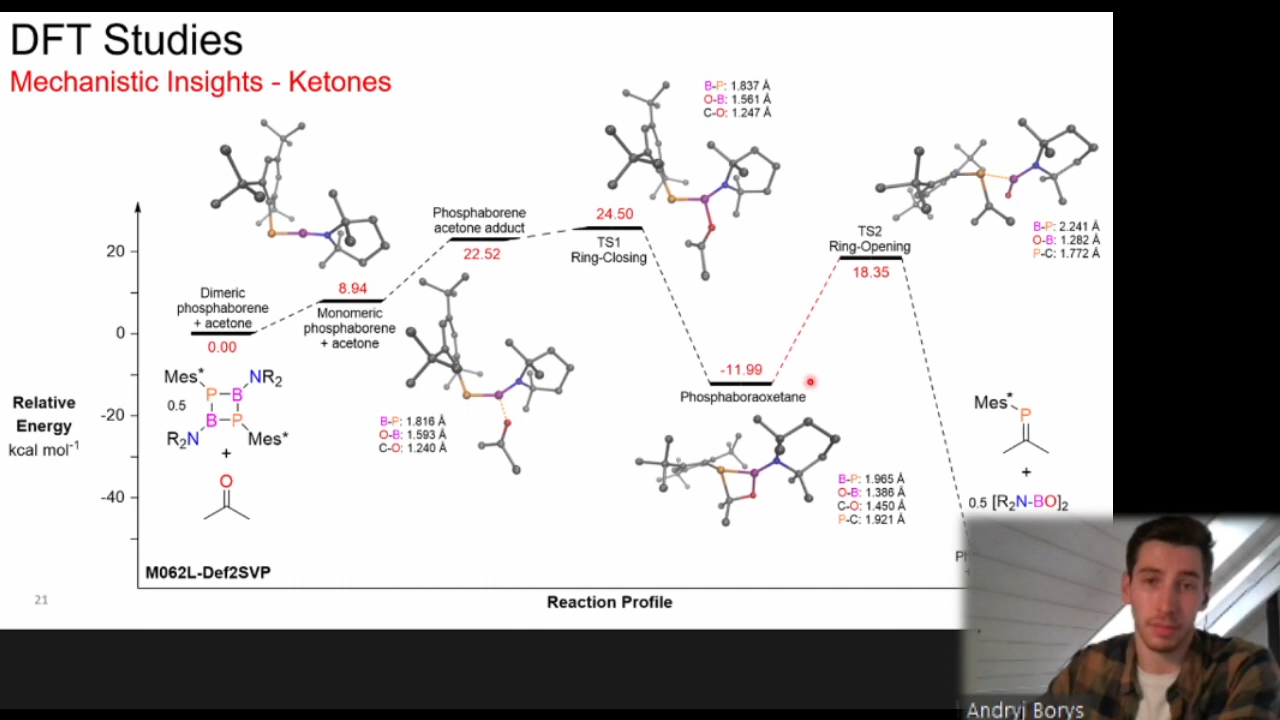 DFT Studies
Mechanistic Insights - Ketones
B-P: 1.837 Å
O-B: 1.561 Å
C-O: 1.247 Å
24.50
TS1
Ring-Closing
Phosphaborene
acetone adduct
22.52
TS2
Ring-Opening
18.35
B-P: 2.241 Å
O-B: 1.282 Å
P-C: 1.772 Å
20
0
-20
-40
Dimeric
phosphaborene
+ acetone
0.00
8.94
Monomeric
phosphaborene
+ acetone
-11.99
Phosphaboraoxetane
Mes*
NR2
P
B
0.5
B
P
R2N
Mes*
+
O
B-P: 1.816 Å
O-B: 1.593 Å
C-O: 1.240 Å
B-P: 1.965 Å
O-B: 1.386 Å
C-O: 1.450 Å
P-C: 1.921 Å
Mes*
P
+
0.5 [R2N-BO]2
Relative
Energy
kcal mol-1
M062L-Def2SVP
21
Reaction Profile
Andryj Borys